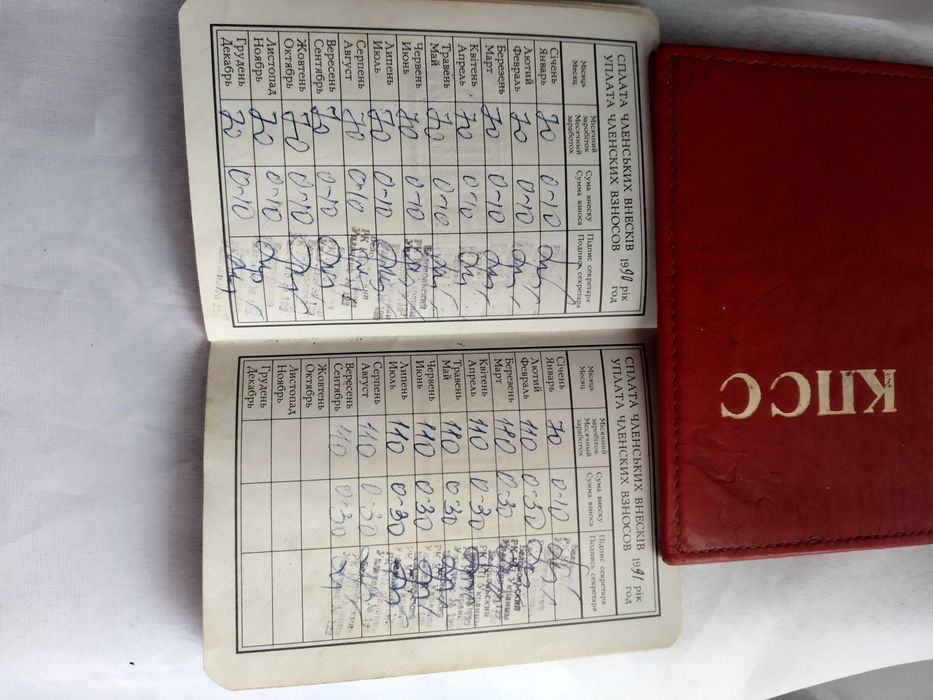 СПЛАТА ЧЛЕНСЬКИХ ВНЕСКІВ 1990 рік
УПЛАТА ЧЛЕНСКИХ ВЗНОСОВ год
Місяць Місячний заробіток Сума внеску Підпис секретаря
Месяц Месячный заработок Сумма взноса Подпись секретаря
Січень
Январь 70 0-10
Лютий
Февраль 70 0-10
Березень
Март 70 0-10
Квітень
Апрель 70 0-10
Травень
Май 70 0-10
Червень
Июнь 70 0-10
Липень
Июль 70 0-10
Серпень
Август 70 0-10
Вересень
Сентябрь 70 0-10
Жовтень
Октябрь 70 0-10
Листопад
Ноябрь 70 0-10
Грудень
Декабрь 70 0-10
СПЛАТА ЧЛЕНСЬКИХ ВНЕСКІВ 1991 рік
УПЛАТА ЧЛЕНСКИХ ВЗНОСОВ год
Місяць Місячний заробіток Сума внеску Підпис секретаря
Месяц Месячный заработок Сумма взноса Подпись секретаря
Січень
Январь 70 0-10
Лютий
Февраль 110 0-30
Березень
Март 110 0-30
Квітень
Апрель 110 0-30
Травень
Май 110 0-30
Червень
Июнь 110 0-30
Липень
Июль 110 0-30
Серпень
Август 110 0-30
Вересень
Сентябрь 110 0-30
Жовтень
Октябрь
Листопад
Ноябрь
Грудень
Декабрь
КПСС